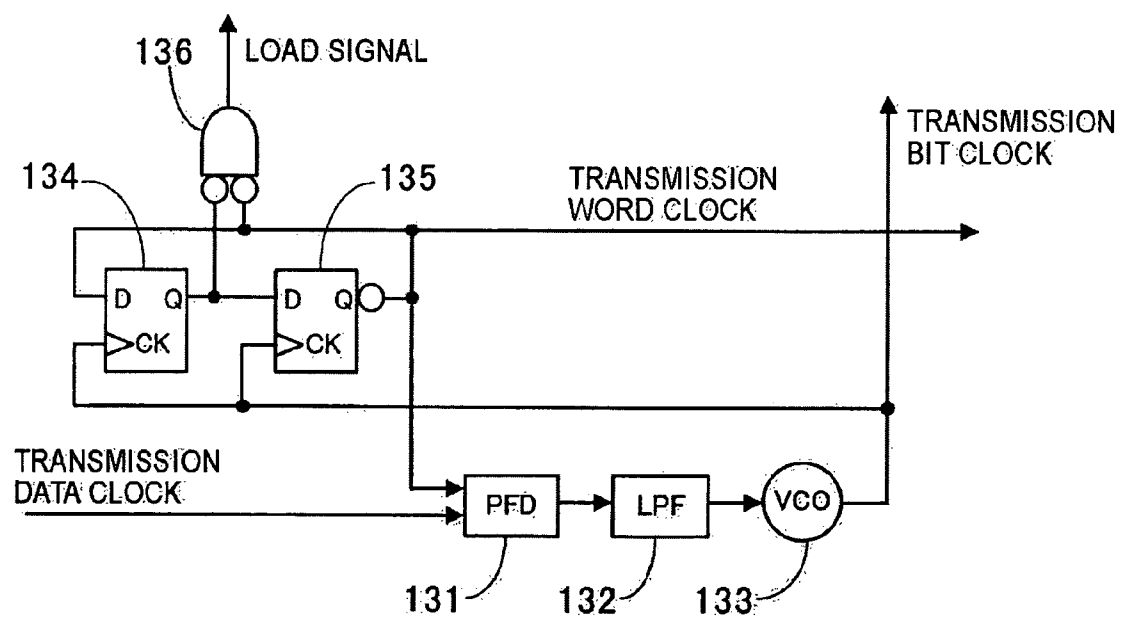 136
LOAD SIGNAL
TRANSMISSION
BIT CLOCK
134
135
TRANSMISSION
WORD CLOCK
D Q
CK
D Q
CK
TRANSMISSION
DATA CLOCK
PFD
LPF
VCO
131
132
133